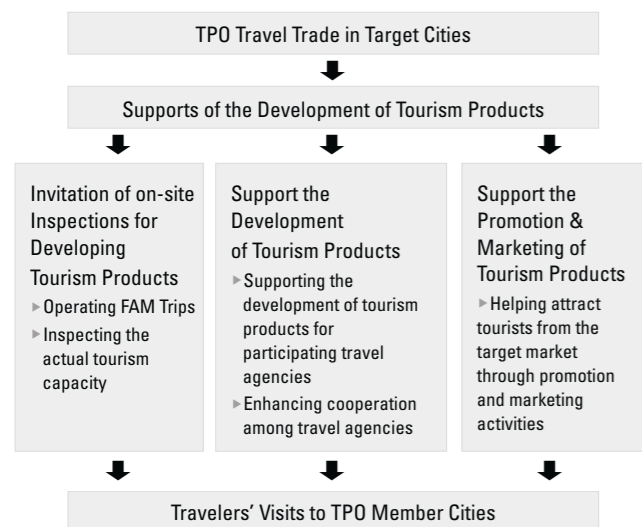 TPO Travel Trade in Target Cities
Supports of the Development of Tourism Products
Invitation of on-site
Inspections for
Developing
Tourism Products
▶Operating FAM Trips
▶Inspecting the
actual tourism
capacity
Support the
Development
of Tourism Products
▶Supporting the
development of tourism
products for
participating travel
agencies
▶Enhancing cooperation
among travel agencies
Support the
Promotion &
Marketing of
Tourism Products
▶Helping attract
tourists from the
target market
through promotion
and marketing
activities
Travelers’ Visits to TPO Member Cities